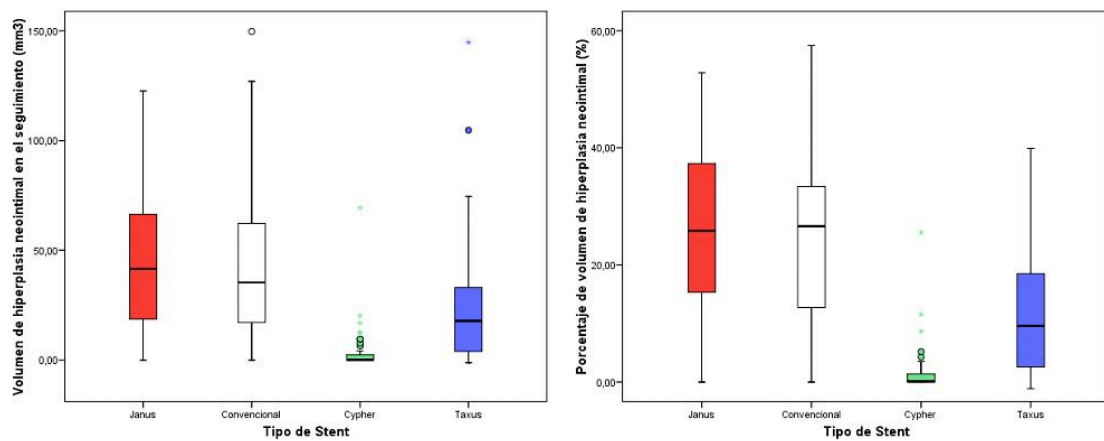 Volumen de hiperplasia neointimal en el seguimiento (mm3)
150,00
100,00
50,00
0,00
Janus
Convencional
Cypher
Taxus
Tipo de Stent
Porcentaje de volumen de hiperplasia neointimal (%)
60,00
40,00
20,00
0,00
Janus
Convencional
Cypher
Taxus
Tipo de Stent